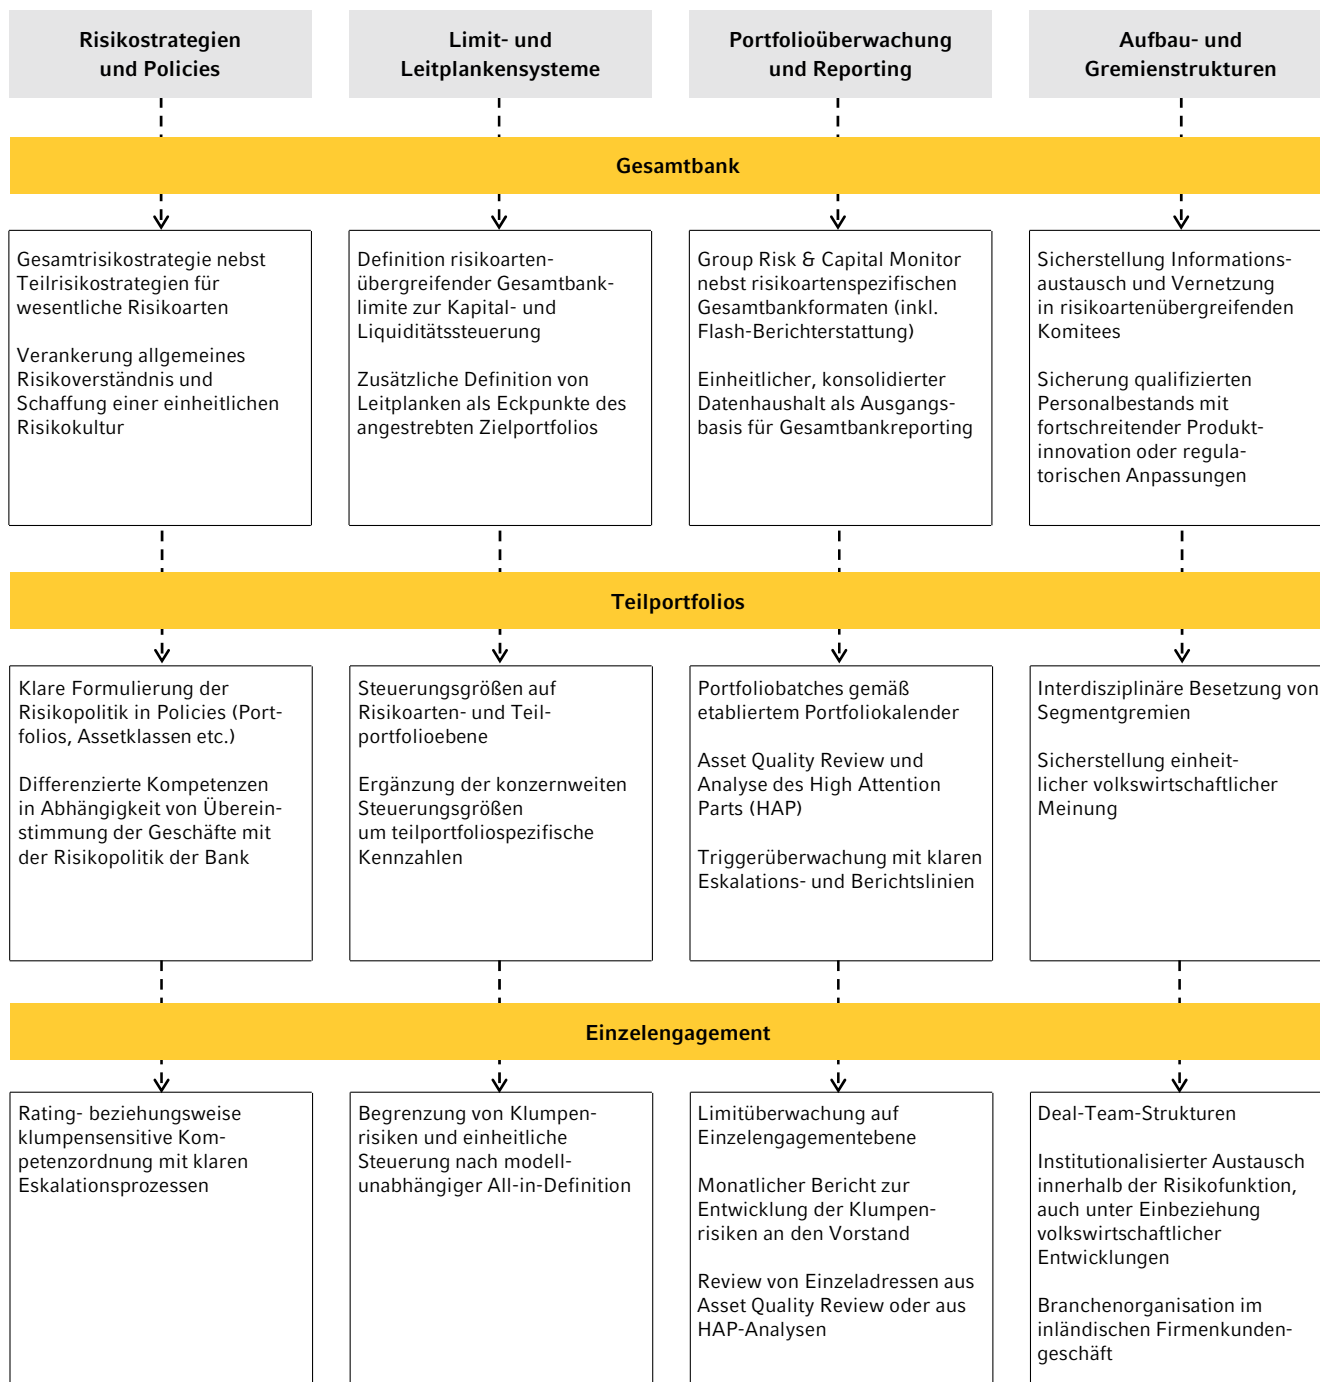 Risikostrategien
und Policies
Limit- und
Leitplankensysteme
Portfolioüberwachung
und Reporting
Aufbau- und
Gremienstrukturen
Gesamtbank
Gesamtrisikostrategie nebst
Teilrisikostrategien für
wesentliche Risikoarten
Verankerung allgemeines
Risikoverständnis und
Schaffung einer einheitlichen
Risikokultur
Definition risikoarten-
übergreifender Gesamtbank-
limite zur Kapital- und
Liquiditätssteuerung
Zusätzliche Definition von
Leitplanken als Eckpunkte des
angestrebten Zielportfolios
Group Risk & Capital Monitor
nebst risikoartenspezifischen
Gesamtbankformaten (inkl.
Flash-Berichterstattung)
Einheitlicher, konsolidierter
Datenhaushalt als Ausgangs-
basis für Gesamtbankreporting
Sicherstellung Informations-
austausch und Vernetzung
in risikoartenübergreifenden
Komitees
Sicherung qualifizierten
Personalbestands mit
fortschreitender Produkt-
innovation oder regula-
torischen Anpassungen
Teilportfolios
Klare Formulierung der
Risikopolitik in Policies (Port-
folios, Assetklassen etc.)
Differenzierte Kompetenzen
in Abhängigkeit von Überein-
stimmung der Geschäfte mit
der Risikopolitik der Bank
Steuerungsgrößen auf
Risikoarten- und Teil-
portfolioebene
Ergänzung der konzernweiten
Steuerungsgrößen
um teilportfoliospezifische
Kennzahlen
Portfoliobatches gemäß
etabliertem Portfoliokalender
Asset Quality Review und
Analyse des High Attention
Parts (HAP)
Triggerüberwachung mit klaren
Eskalations- und Berichtslinien
Interdisziplinäre Besetzung von
Segmentgremien
Sicherstellung einheit-
licher volkswirtschaftlicher
Meinung
Einzelengagement
Rating- beziehungsweise
klumpensensitive Kom-
petenzordnung mit klaren
Eskalationsprozessen
Begrenzung von Klumpen-
risiken und einheitliche
Steuerung nach modell-
unabhängiger All-in-Definition
Limitüberwachung auf
Einzelengagementebene
Monatlicher Bericht zur
Entwicklung der Klumpen-
risiken an den Vorstand
Review von Einzeladressen aus
Asset Quality Review oder aus
HAP-Analysen
Deal-Team-Strukturen
Institutionalisierter Austausch
innerhalb der Risikofunktion,
auch unter Einbeziehung
volkswirtschaftlicher
Entwicklungen
Branchenorganisation im
inländischen Firmenkunden-
geschäft